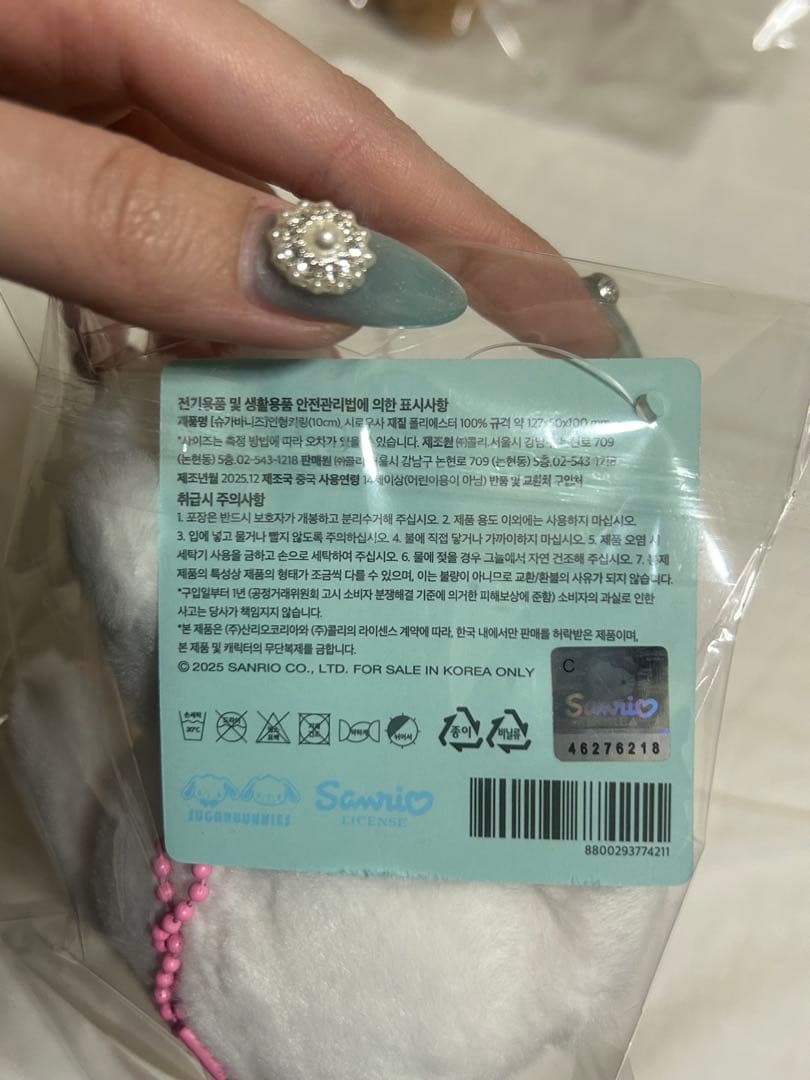 전기용품 및 생활용품 안전관리법에 의한 표시사항
제품명 [슈가바니즈]인형키링(10cm), 시로우사 재질 폴리에스터 100% 규격 약 127×50×100 mm
*사이즈는 측정 방법에 따라 오차가 있을 수 있습니다. 제조원 ㈜콜리 서울시 강남구 논현로 709
(논현동) 5층.02-543-1218 판매원 ㈜콜리 서울시 강남구 논현로 709 (논현동) 5층.02-543-1218
제조년월 2025.12 제조국 중국 사용연령 14세이상(어린이용이 아님) 반품 및 교환처 구입처
취급시 주의사항
1. 포장은 반드시 보호자가 개봉하고 분리수거해 주십시오. 2. 제품 용도 이외에는 사용하지 마십시오.
3. 입에 넣고 물거나 빨지 않도록 주의하십시오. 4. 불에 직접 닿거나 가까이하지 마십시오. 5. 제품 오염 시
세탁기 사용을 금하고 손으로 세탁하여 주십시오. 6. 물에 젖을 경우 그늘에서 자연 건조해 주십시오. 7. 봉제
제품의 특성상 제품의 형태가 조금씩 다를 수 있으며, 이는 불량이 아니므로 교환/환불의 사유가 되지 않습니다.
*구입일부터 1년 (공정거래위원회 고시 소비자 분쟁해결 기준에 의거한 피해보상에 준함) 소비자의 과실로 인한
사고는 당사가 책임지지 않습니다.
*본 제품은 (주)산리오코리아와 (주)콜리의 라이센스 계약에 따라, 한국 내에서만 판매를 허락받은 제품이며,
본 제품 및 캐릭터의 무단복제를 금합니다.
© 2025 SANRIO CO., LTD. FOR SALE IN KOREA ONLY
C
Sanrio
46276218
손세탁
30℃
드라이
종이
비닐류
SUGARBUNNIES
Sanrio
LICENSE
8800293774211